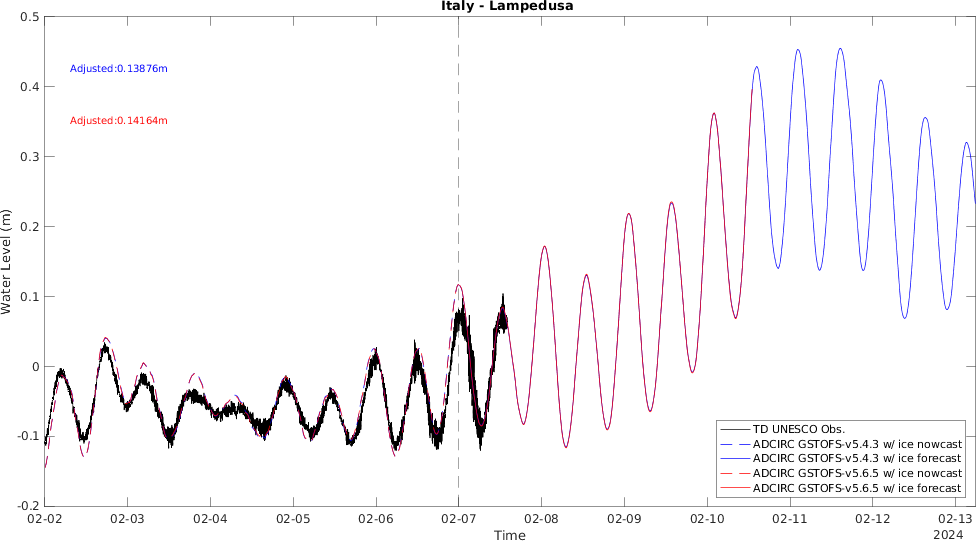 Italy - Lampedusa
Adjusted:0.13876m
Adjusted:0.14164m
Water Level (m)
0.5
0.4
0.3
0.2
0.1
0
-0.1
-0.2
TD UNESCO Obs.
ADCIRC GSTOFS-v5.4.3 w/ ice nowcast
ADCIRC GSTOFS-v5.4.3 w/ ice forecast
ADCIRC GSTOFS-v5.6.5 w/ ice nowcast
ADCIRC GSTOFS-v5.6.5 w/ ice forecast
02-02 02-03 02-04 02-05 02-06 02-07 02-08 02-09 02-10 02-11 02-12 02-13
Time 2024